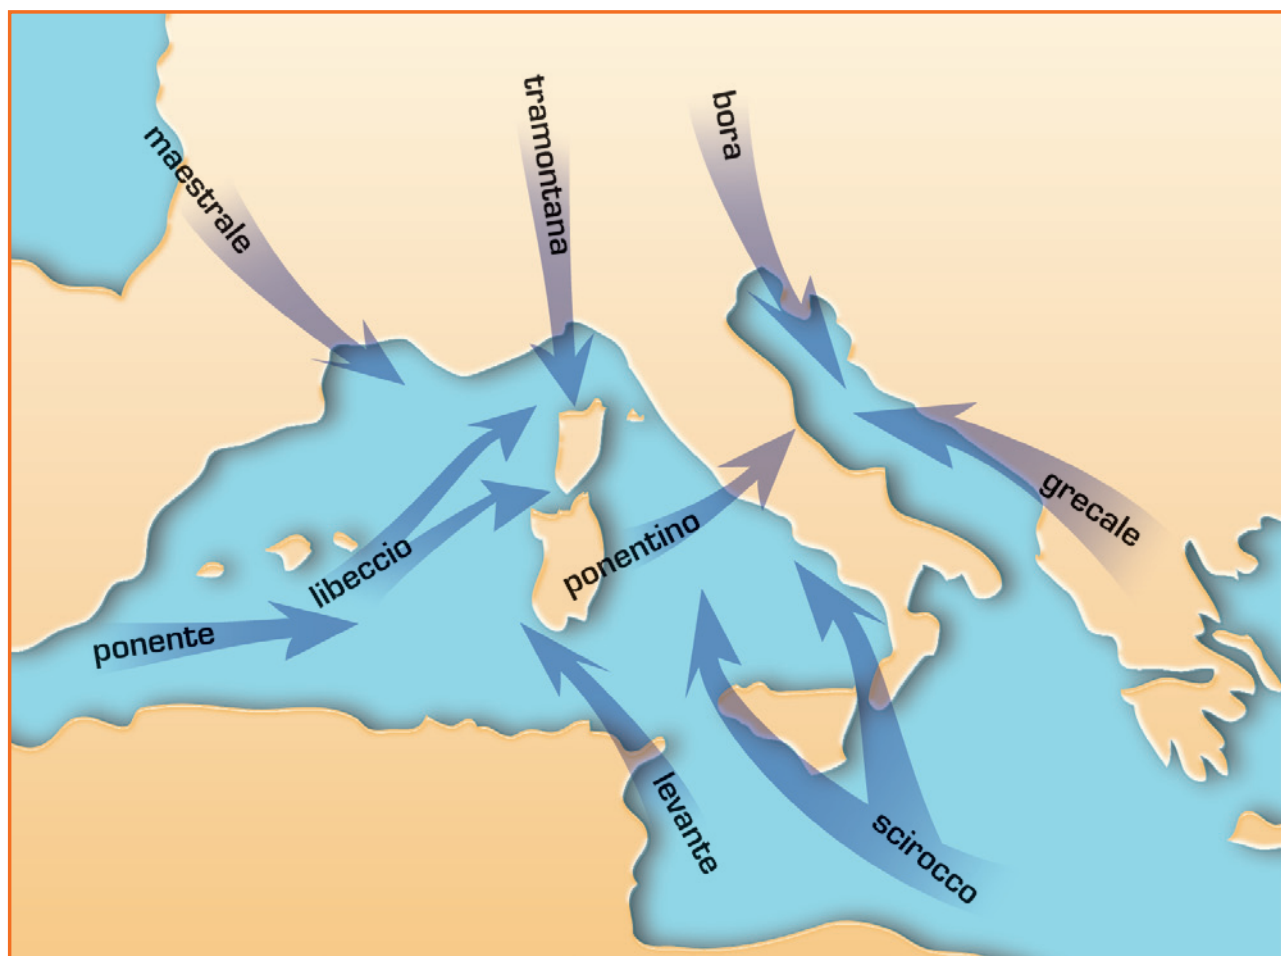 tramontana
bora
maestrale
grecale
libeccio
ponentino
ponente
levante
scirocco